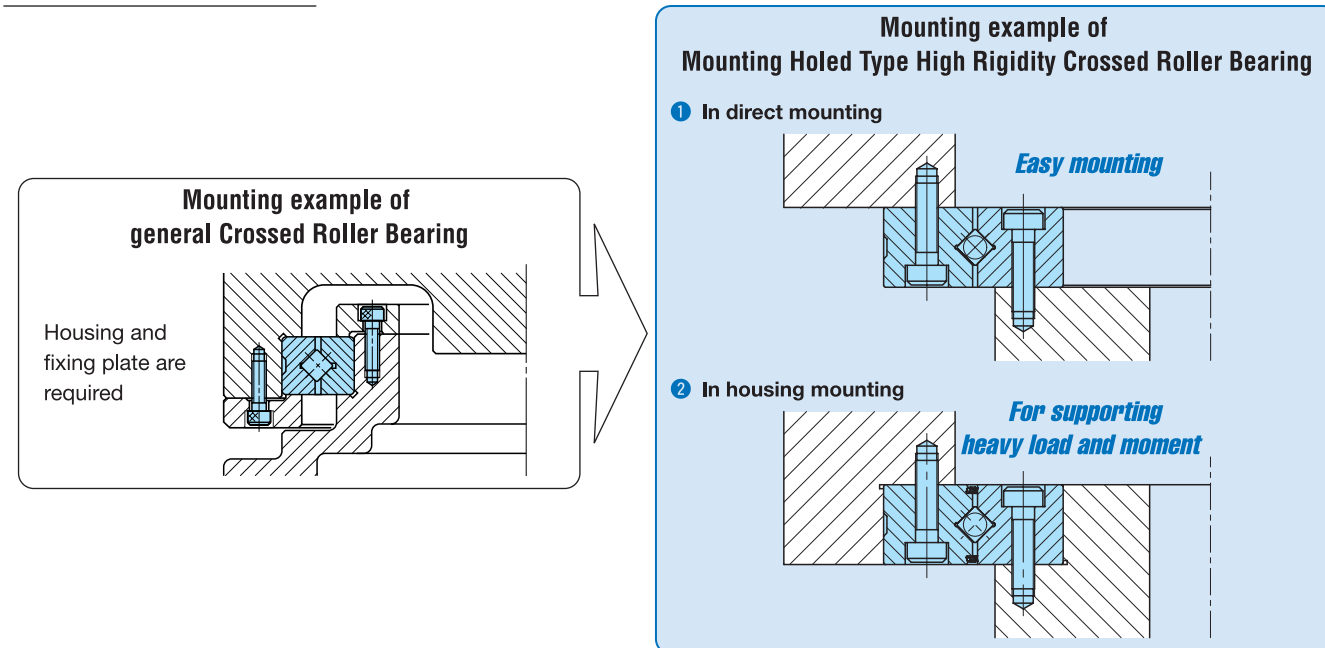 Mounting example of
general Crossed Roller Bearing
Housing and
fixing plate are
required
Mounting example of
Mounting Holed Type High Rigidity Crossed Roller Bearing
1 In direct mounting
Easy mounting
2 In housing mounting
For supporting
heavy load and moment